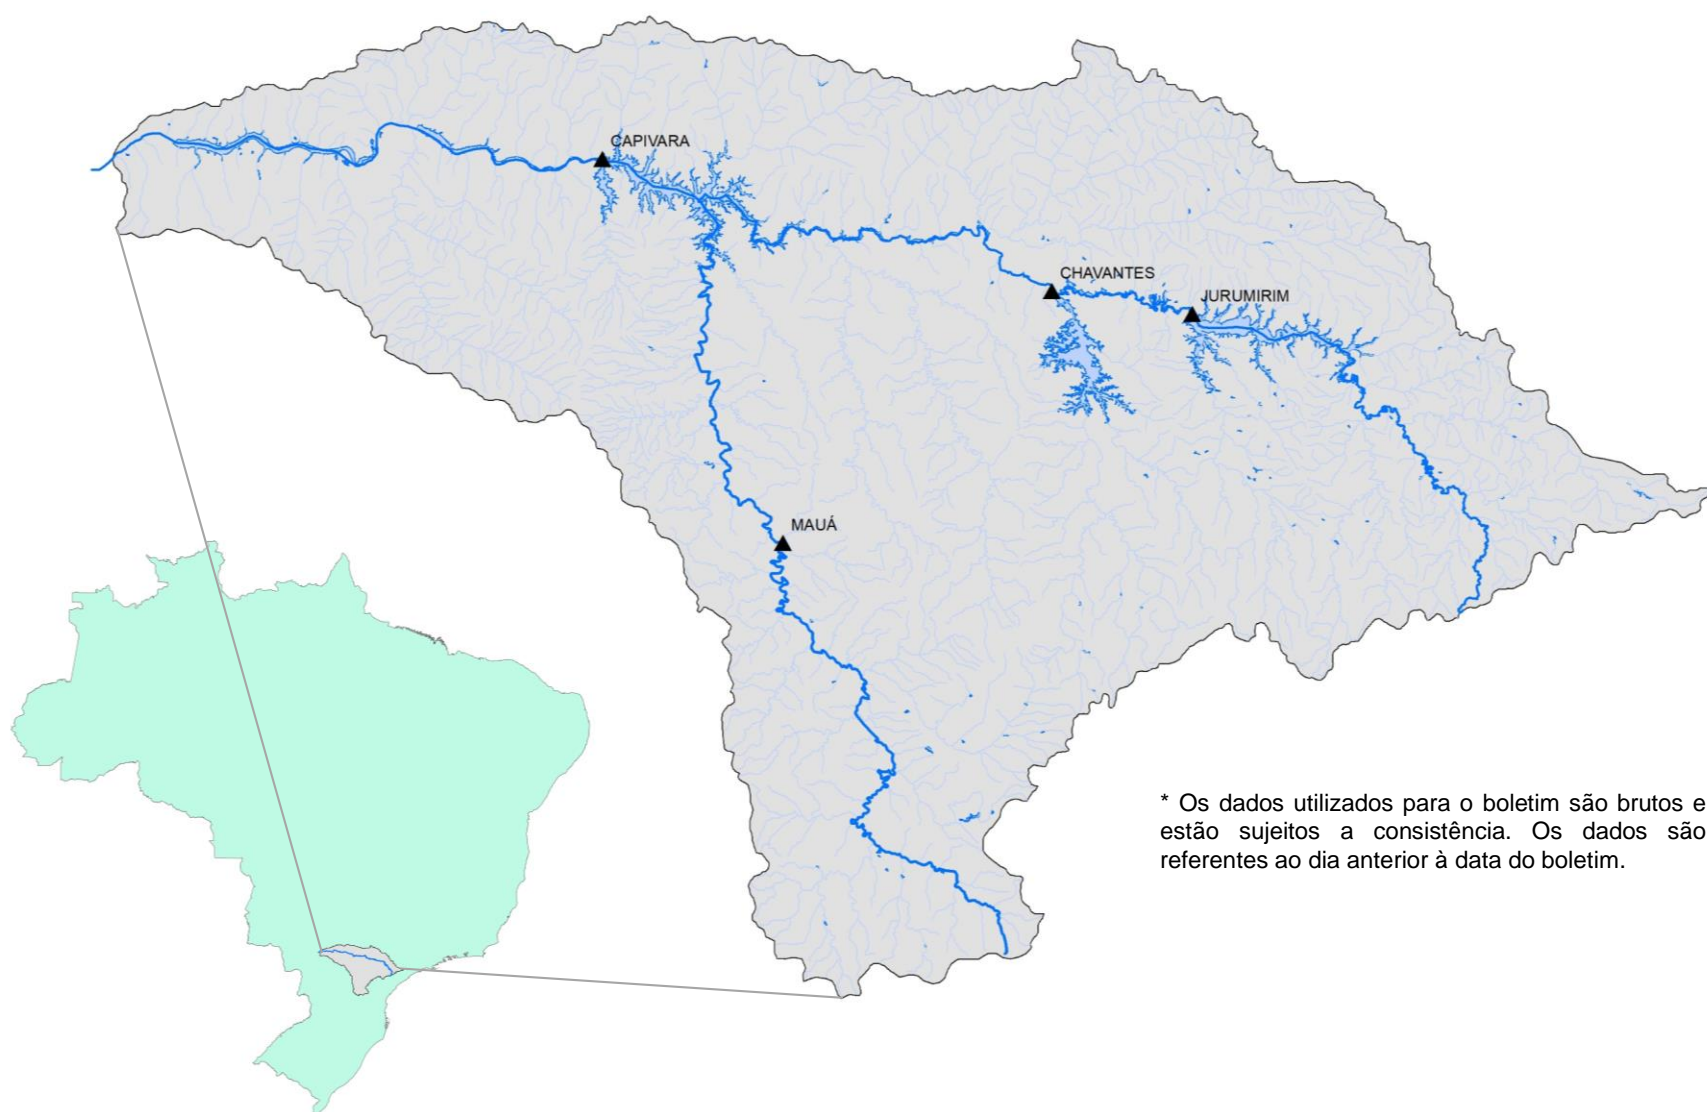 CAPIVARA
CHAVANTES
JURUMIRIM
MAUÁ
* Os dados utilizados para o boletim são brutos e
estão sujeitos a consistência. Os dados são
referentes ao dia anterior à data do boletim.